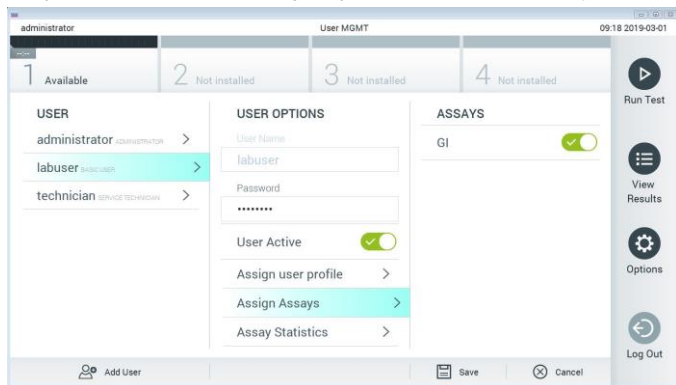 administrator User MGMT 09:18 2019-03-01
1 Available
2 Not installed
3 Not installed
4 Not installed
Run Test
View
Results
Options
Log Out
USER
administrator ADMINISTRATOR
labuser BASIC USER
technician SERVICE TECHNICIAN
Add User
USER OPTIONS
User Name
labuser
Password
••••••••
User Active
Assign user profile
Assign Assays
Assay Statistics
ASSAYS
GI
Save
Cancel